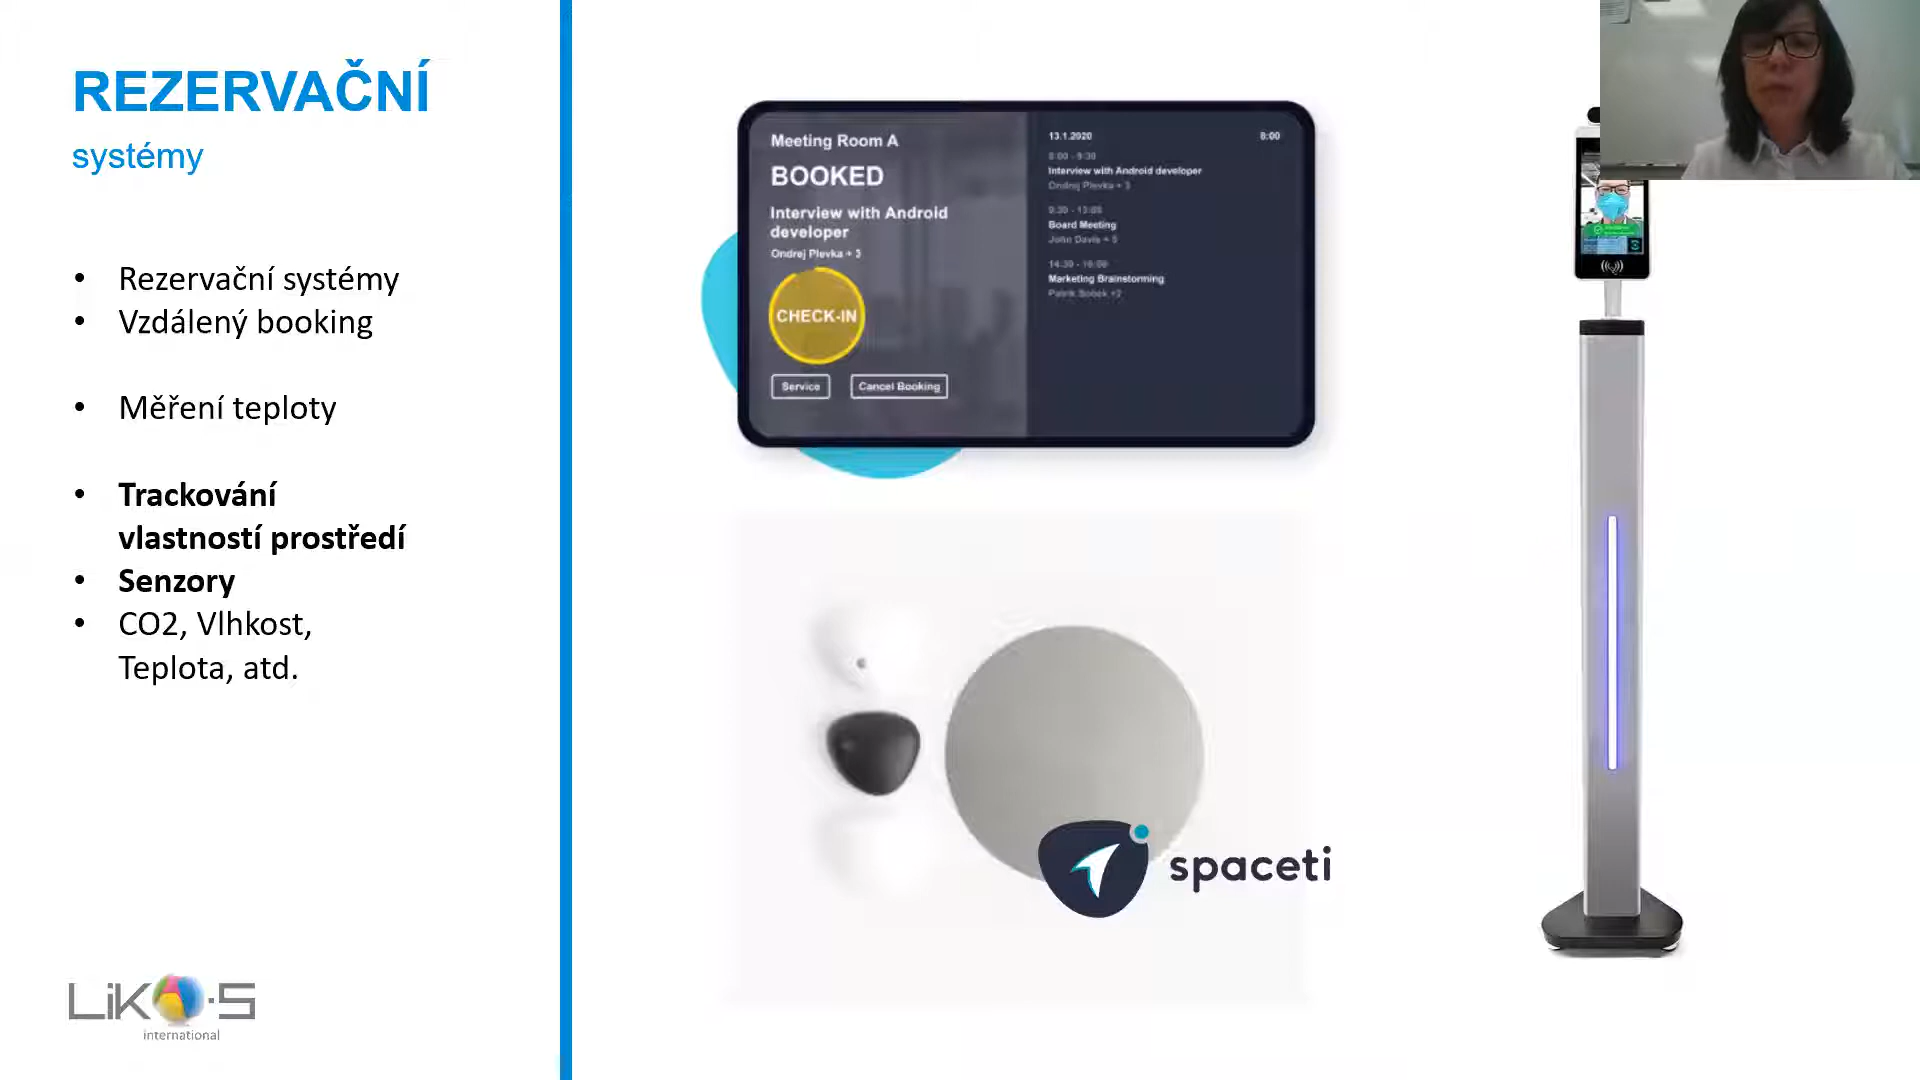 REZERVAČNÍ
systémy
• Rezervační systémy
• Vzdálený booking
• Měření teploty
• Trackování
vlastností prostředí
• Senzory
• CO2, Vlhkost,
Teplota, atd.
LiKO-S
international
Meeting Room A
BOOKED
Interview with Android
developer
Ondrej Plevka + 3
CHECK-IN
Service
Cancel Booking
13.1.2020
8:00
8:00 - 9:30
Interview with Android developer
Ondrej Plevka + 3
9:30 - 13:00
Board Meeting
John Davis + 5
14:30 - 16:00
Marketing Brainstorming
Patrik Bobek +2
spaceti